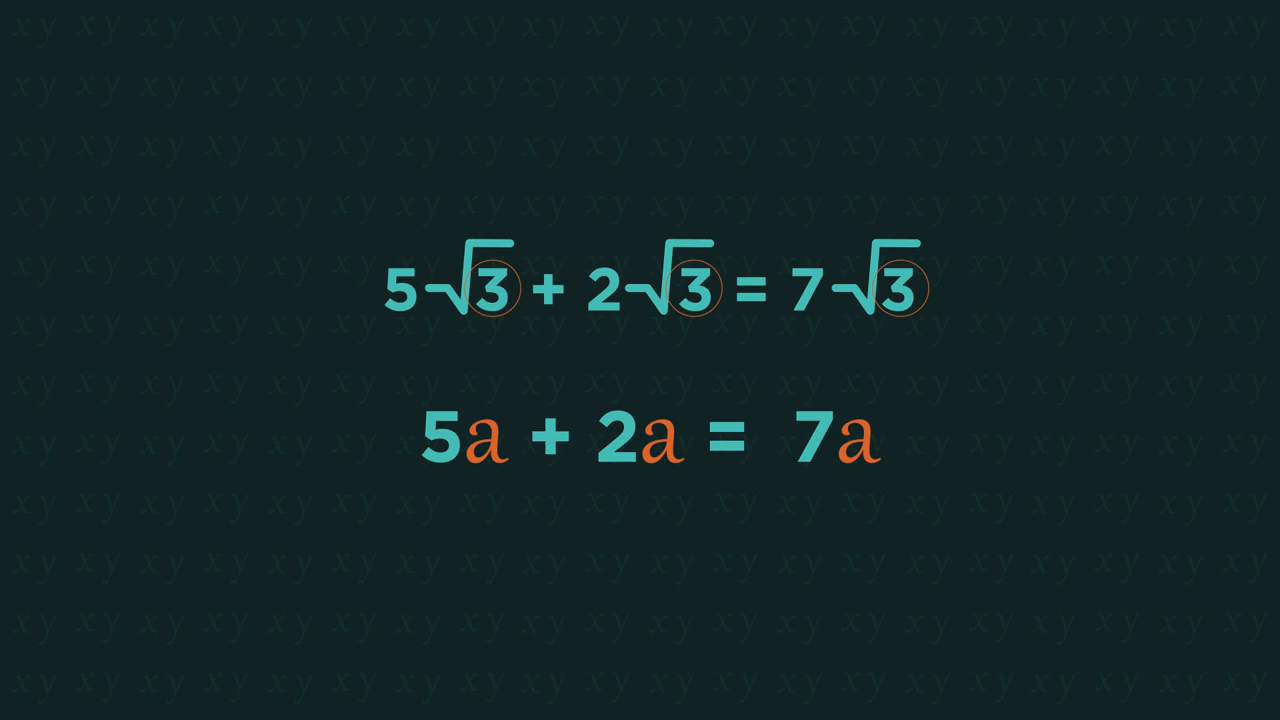 5√3 + 2√3 = 7√3
5a + 2a = 7a